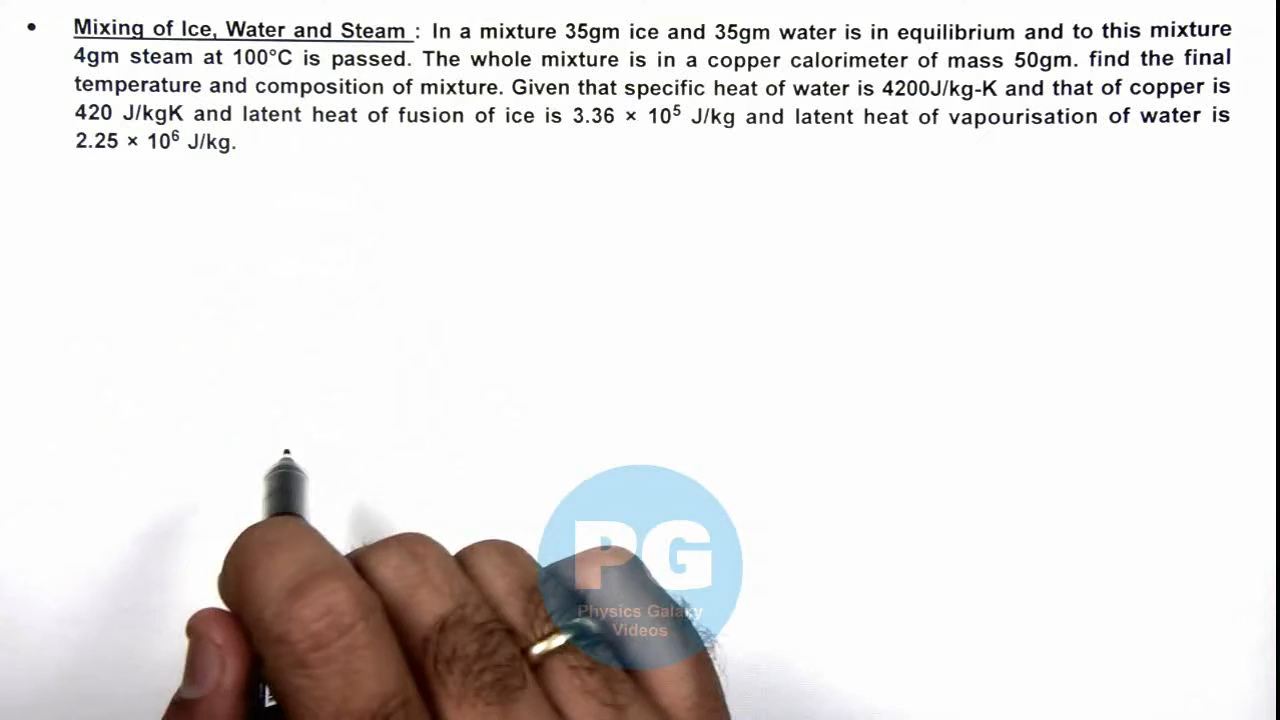 • Mixing of Ice, Water and Steam : In a mixture 35gm ice and 35gm water is in equilibrium and to this mixture
4gm steam at 100°C is passed. The whole mixture is in a copper calorimeter of mass 50gm. find the final
temperature and composition of mixture. Given that specific heat of water is 4200J/kg-K and that of copper is
420 J/kgK and latent heat of fusion of ice is 3.36 × 10⁵ J/kg and latent heat of vapourisation of water is
2.25 × 10⁶ J/kg.
PG
Physics Galaxy
Videos